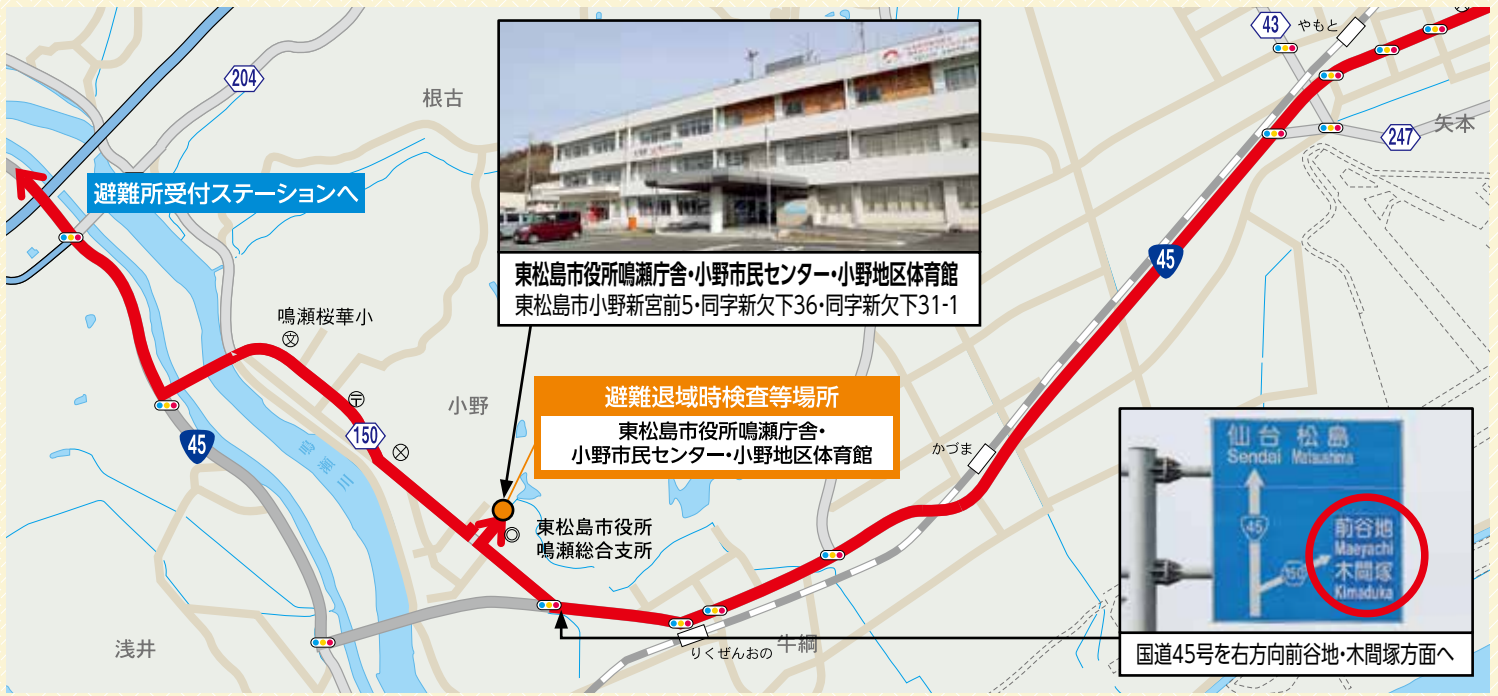 204
根古
43
やもと
247
矢本
避難所受付ステーションへ
東松島市役所鳴瀬庁舎・小野市民センター・小野地区体育館
東松島市小野新宮前5・同字新欠下36・同字新欠下31-1
45
鳴瀬桜華小
文
小野
避難退域時検査等場所
東松島市役所鳴瀬庁舎・
小野市民センター・小野地区体育館
150
45
鳴瀬川
かづま
東松島市役所
鳴瀬総合支所
仙台 松島
Sendai Matsushima
45
前谷地
Maeyachi
150
木間塚
Kimaduka
浅井
りくぜんおの
牛綱
国道45号を右方向前谷地・木間塚方面へ